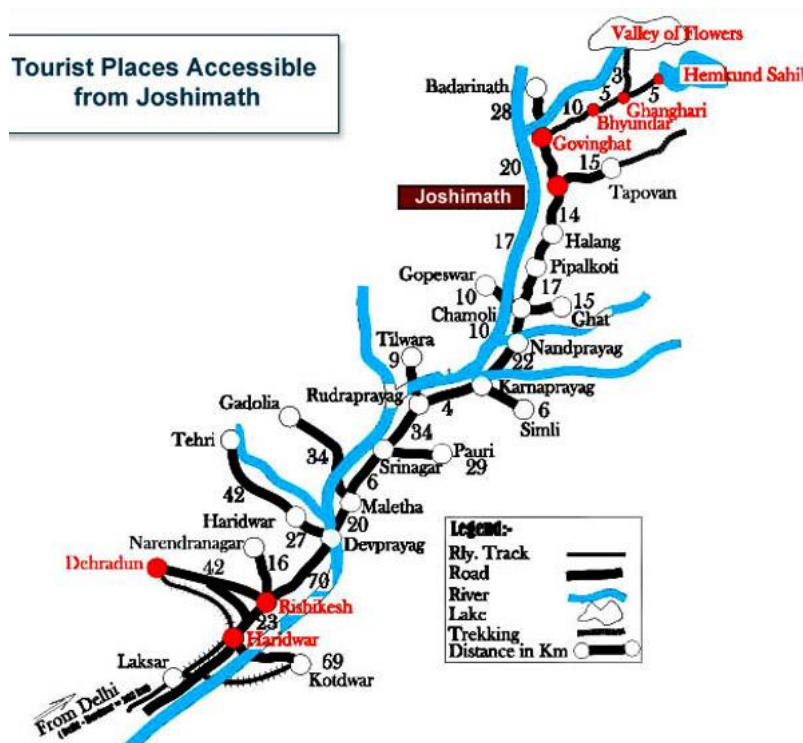 Valley of Flowers
Tourist Places Accessible
from Joshimath
3
Hemkund Sahib
Badarinath
5
5
10
Ghanghari
28
Bhyundar
Govinghat
20
15
Tapovan
Joshimath
14
17
Halang
Pipalkoti
Gopeswar
17
10
15
Chamoli
Ghat
10
Nandprayag
Tilwara
22
9
Karnaprayag
Rudraprayag
4
6
Simli
Gadolia
34
Tehri
Pauri
34
Srinagar
29
6
42
Maletha
Haridwar
20
27
Devprayag
Narendranagar
Dehradun
42
16
70
Risbikesh
23
Haridwar
Laksar
69
Kotdwar
From Delhi
Legend:-
Rly. Track
Road
River
Lake
Trekking
Distance in Km